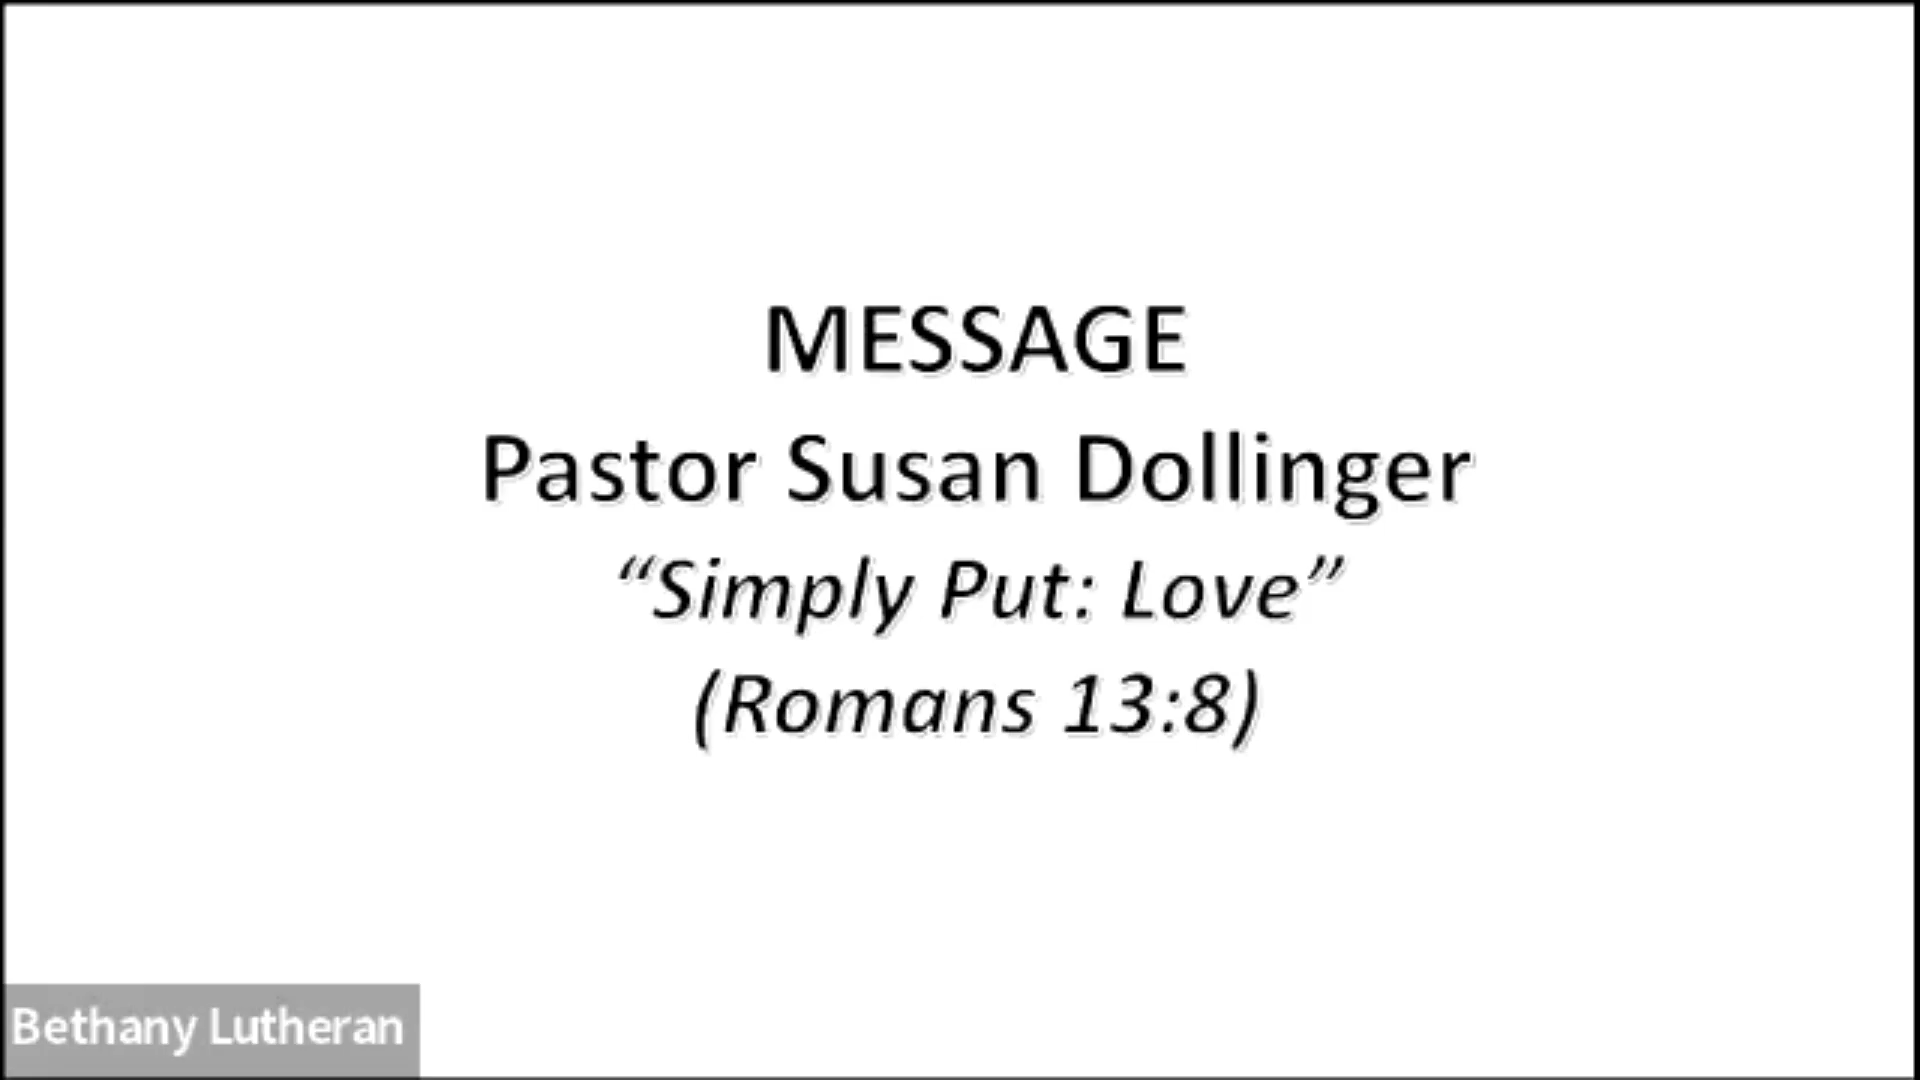 MESSAGE
Pastor Susan Dollinger
“Simply Put: Love”
(Romans 13:8)
Bethany Lutheran